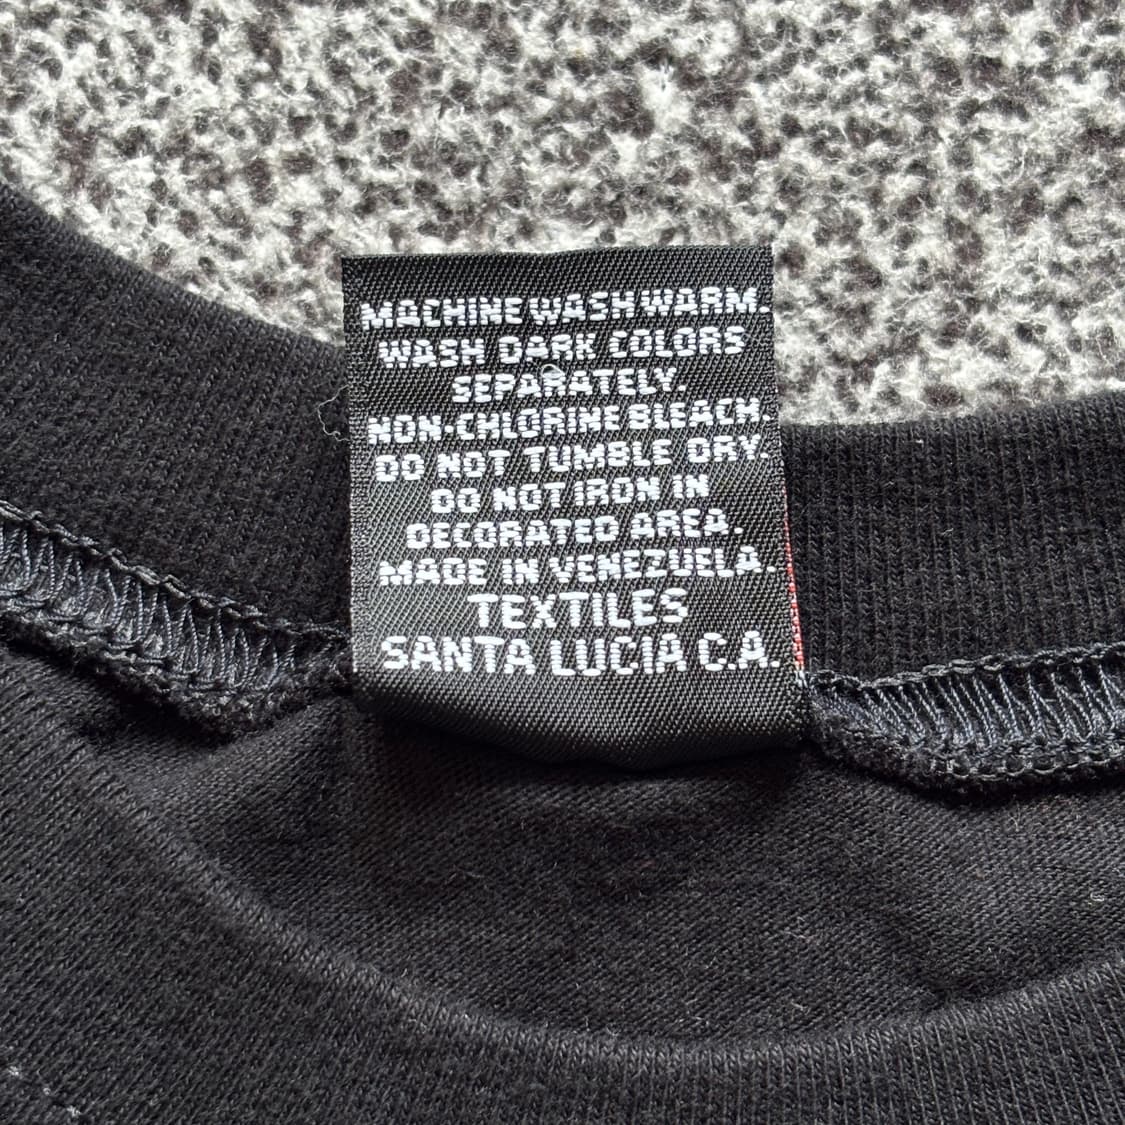 MACHINE WASH WARM.
WASH DARK COLORS
SEPARATELY.
NON-CHLORINE BLEACH.
DO NOT TUMBLE DRY.
DO NOT IRON IN
DECORATED AREA.
MADE IN VENEZUELA.
TEXTILES
SANTA LUCIA C.A.